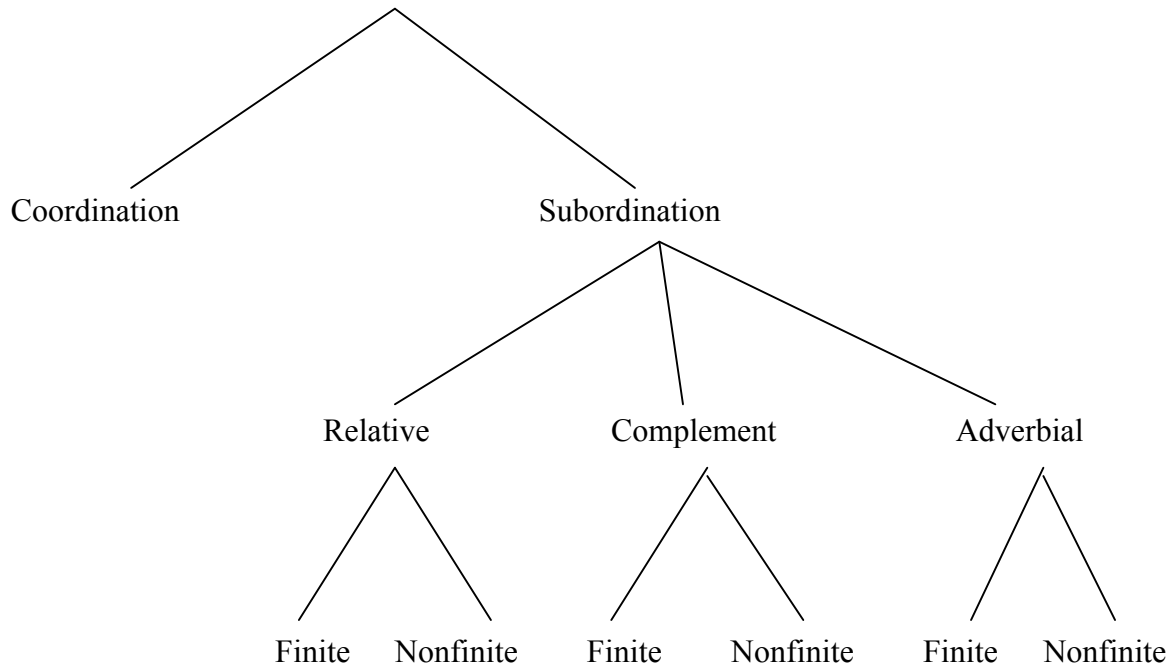 Coordination Subordination
Relative Complement Adverbial
Finite Nonfinite Finite Nonfinite Finite Nonfinite